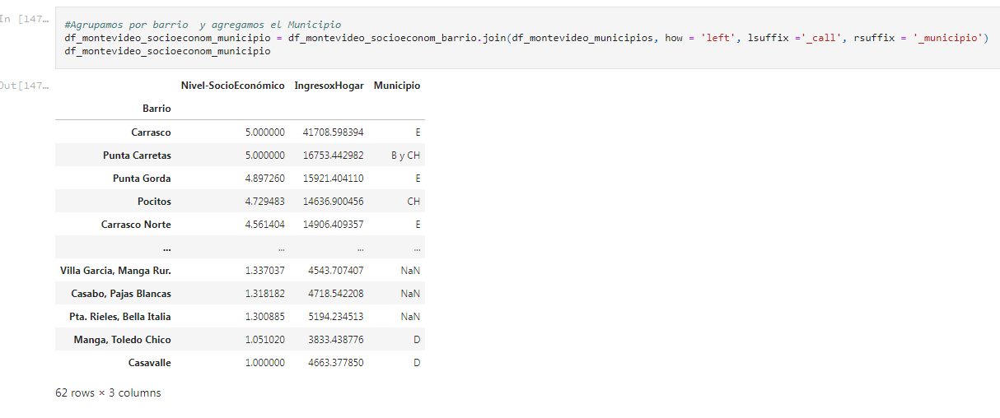 In [147…
#Agrupamos por barrio  y agregamos el Municipio
df_montevideo_socioeconom_municipio = df_montevideo_socioeconom_barrio.join(df_montevideo_municipios, how = 'left', lsuffix ='_call', rsuffix = '_municipio')
df_montevideo_socioeconom_municipio
Out[147…
Nivel-SocioEconómico IngresoxHogar Municipio
Barrio
Carrasco 5.000000 41708.598394 E
Punta Carretas 5.000000 16753.442982 B y CH
Punta Gorda 4.897260 15921.404110 E
Pocitos 4.729483 14636.900456 CH
Carrasco Norte 4.561404 14906.409357 E
... ... ... ...
Villa Garcia, Manga Rur. 1.337037 4543.707407 NaN
Casabo, Pajas Blancas 1.318182 4718.542208 NaN
Pta. Rieles, Bella Italia 1.300885 5194.234513 NaN
Manga, Toledo Chico 1.051020 3833.438776 D
Casavalle 1.000000 4663.377850 D
62 rows × 3 columns